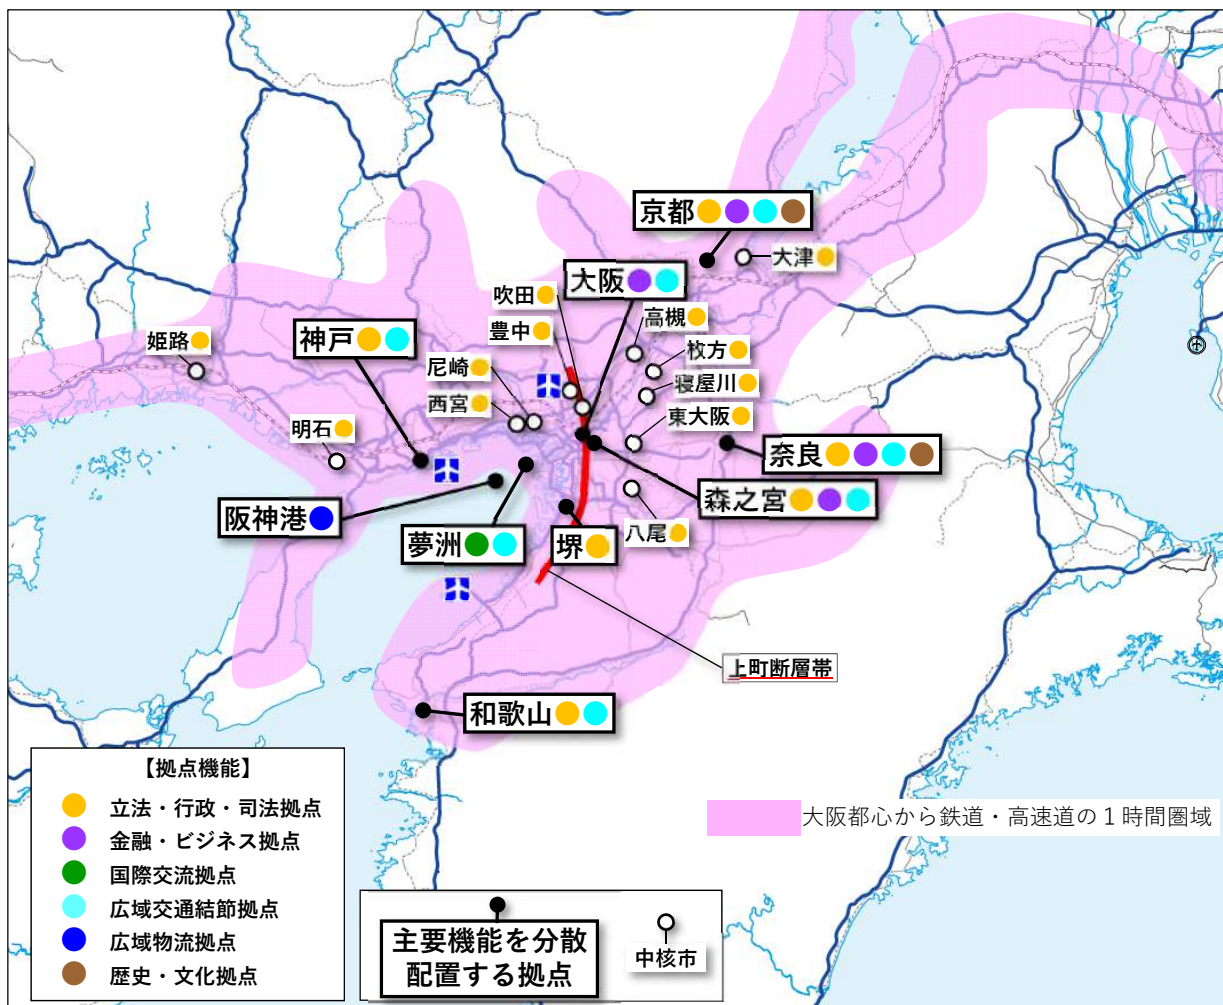 京都
大津
大阪
吹田
豊中
高槻
枚方
寝屋川
東大阪
尼崎
西宮
神戸
姫路
明石
奈良
森之宮
阪神港
夢洲
堺
八尾
上町断層帯
和歌山
【拠点機能】
立法・行政・司法拠点
金融・ビジネス拠点
国際交流拠点
広域交通結節拠点
広域物流拠点
歴史・文化拠点
主要機能を分散
配置する拠点
中核市
大阪都心から鉄道・高速道の１時間圏域